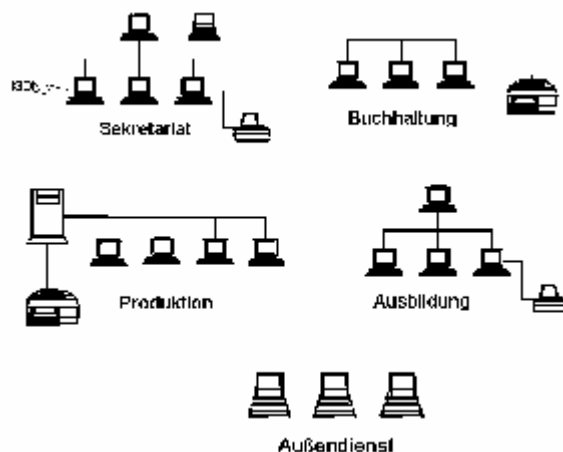 Sekretariat
Buchhaltung
Produktion
Ausbildung
Außendienst